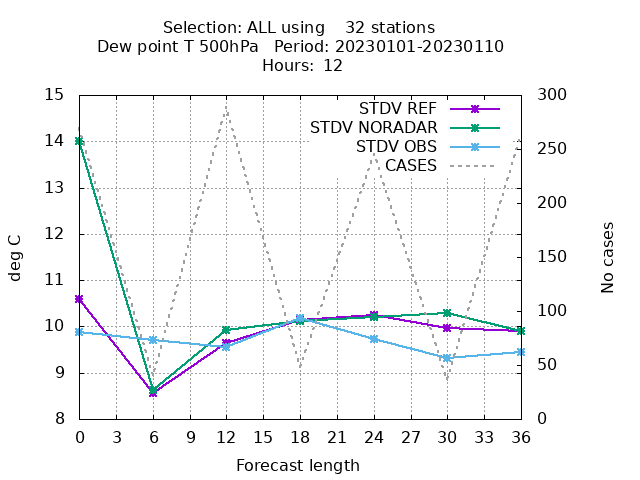 Selection: ALL using    32 stations
Dew point T 500hPa   Period: 20230101-20230110
Hours: 12
STDV REF
STDV NORADAR
STDV OBS
CASES
deg C
15
14
13
12
11
10
9
8
300
250
200
150
100
50
0
No cases
0 3 6 9 12 15 18 21 24 27 30 33 36
Forecast length